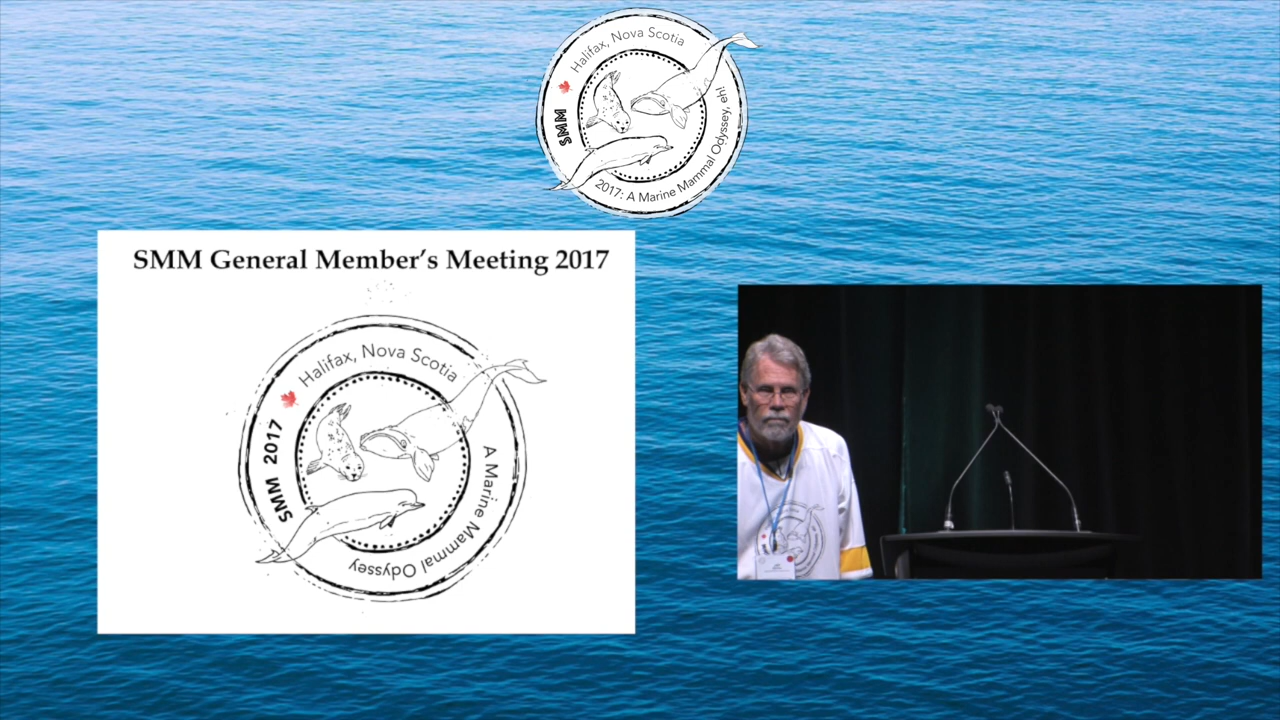 Halifax, Nova Scotia
SMM
2017: A Marine Mammal Odyssey, eh!
SMM General Member's Meeting 2017
Halifax, Nova Scotia
SMM 2017
A Marine Mammal Odyssey